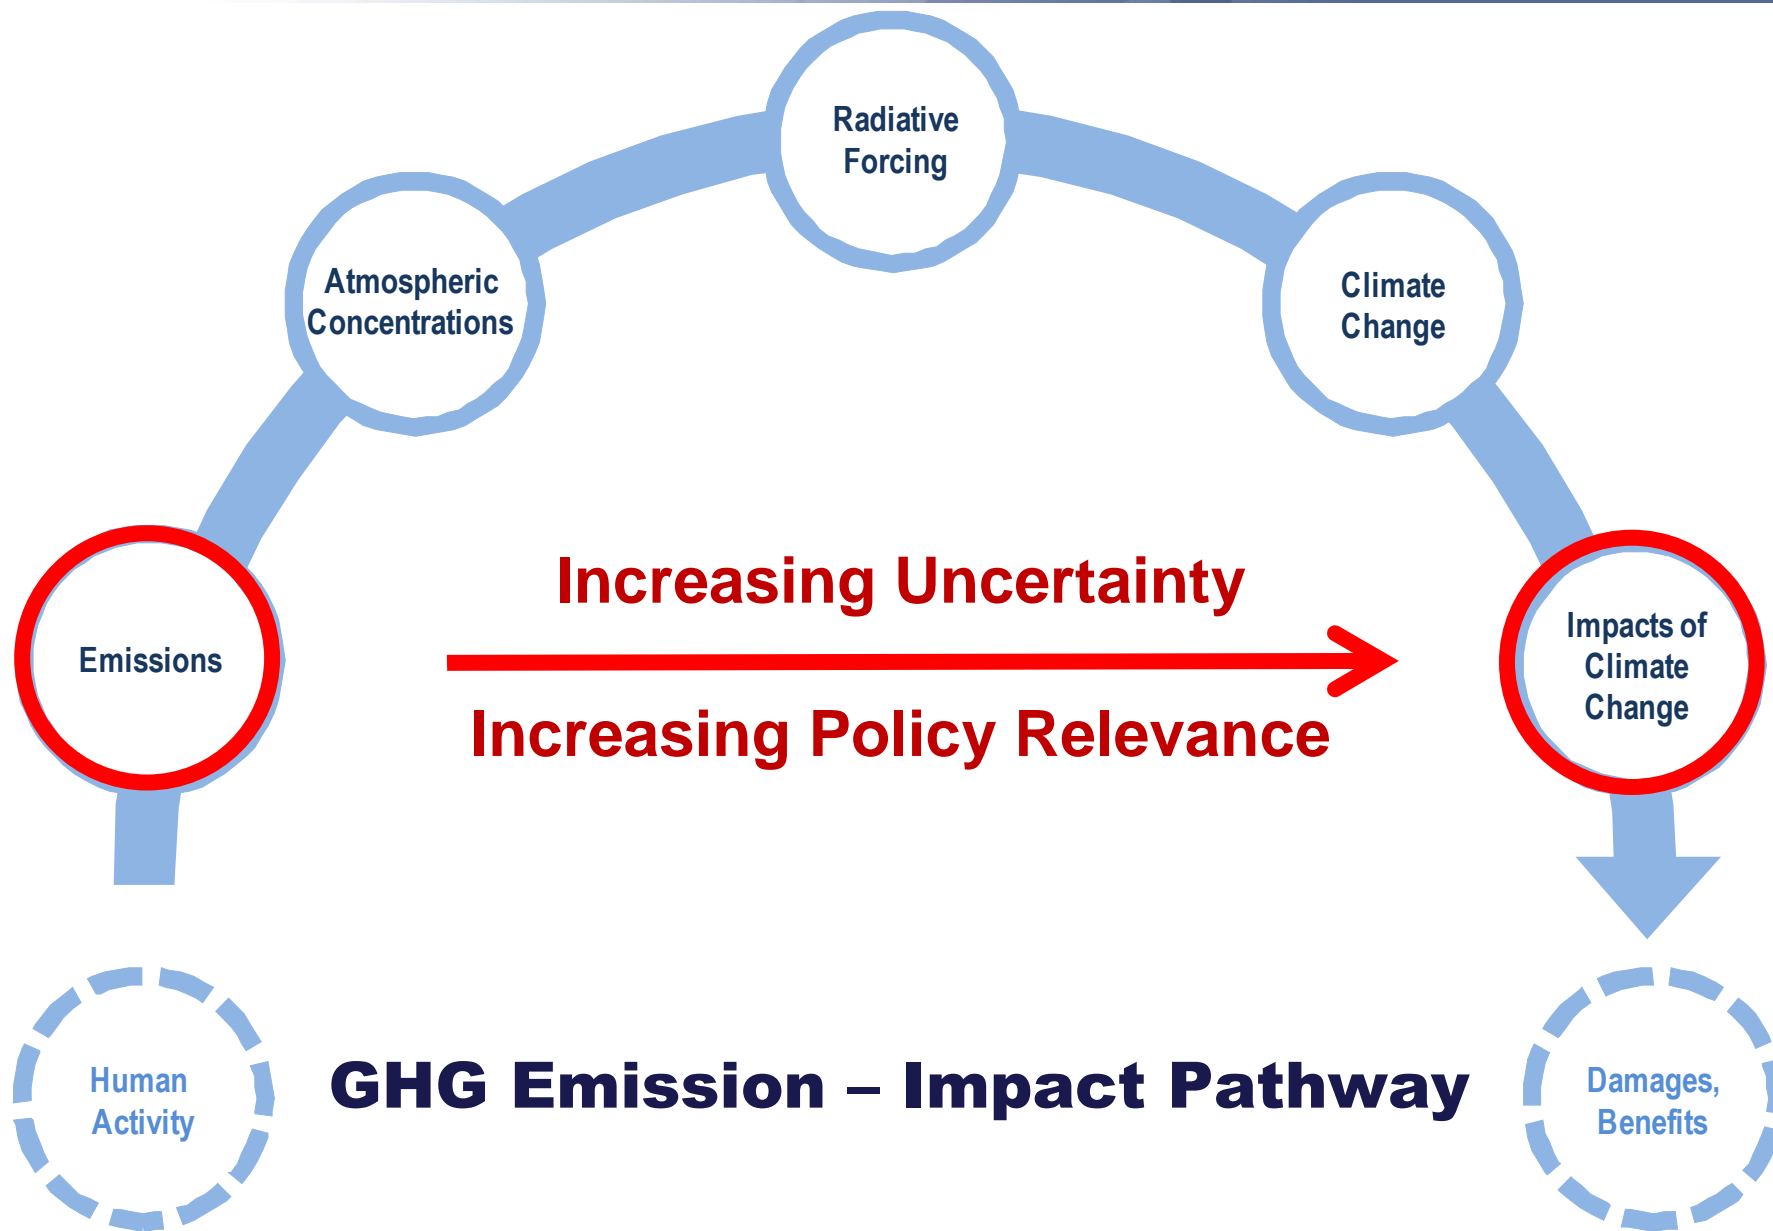 Radiative
Forcing
Atmospheric
Concentrations
Climate
Change
Increasing Uncertainty
Emissions
Impacts of
Climate
Change
Increasing Policy Relevance
Human
Activity
GHG Emission – Impact Pathway
Damages,
Benefits